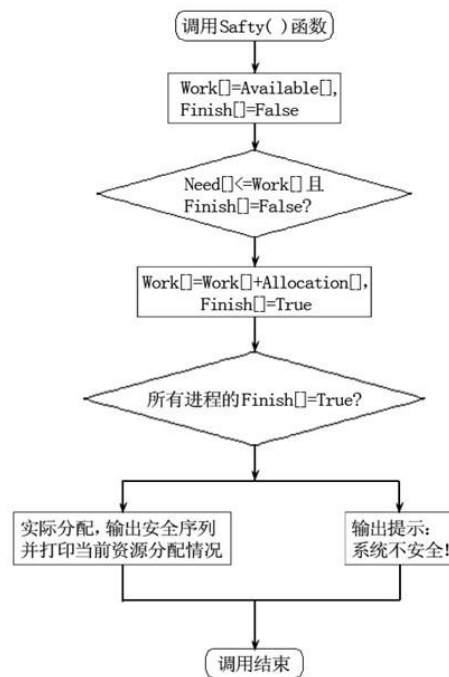 调用Safty( )函数
Work[]=Available[],
Finish[]=False
Need[]<=Work[]且
Finish[]=False?
Work[]=Work[]+Allocation[],
Finish[]=True
所有进程的Finish[]=True?
实际分配,输出安全序列
并打印当前资源分配情况
输出提示:
系统不安全!
调用结束